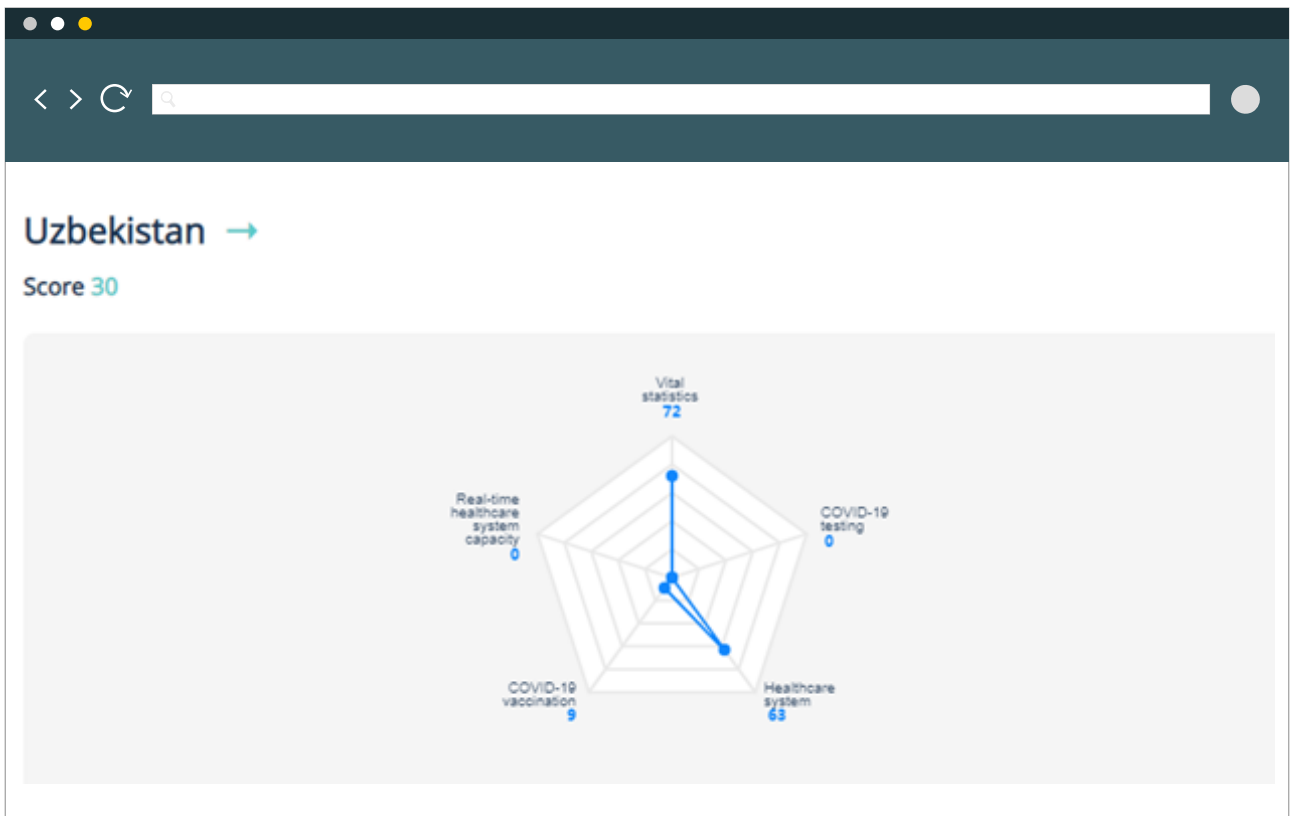 Uzbekistan →
Score 30
Vital
statistics
72
Real-time
healthcare
system
capacity
0
COVID-19
testing
0
COVID-19
vaccination
9
Healthcare
system
63